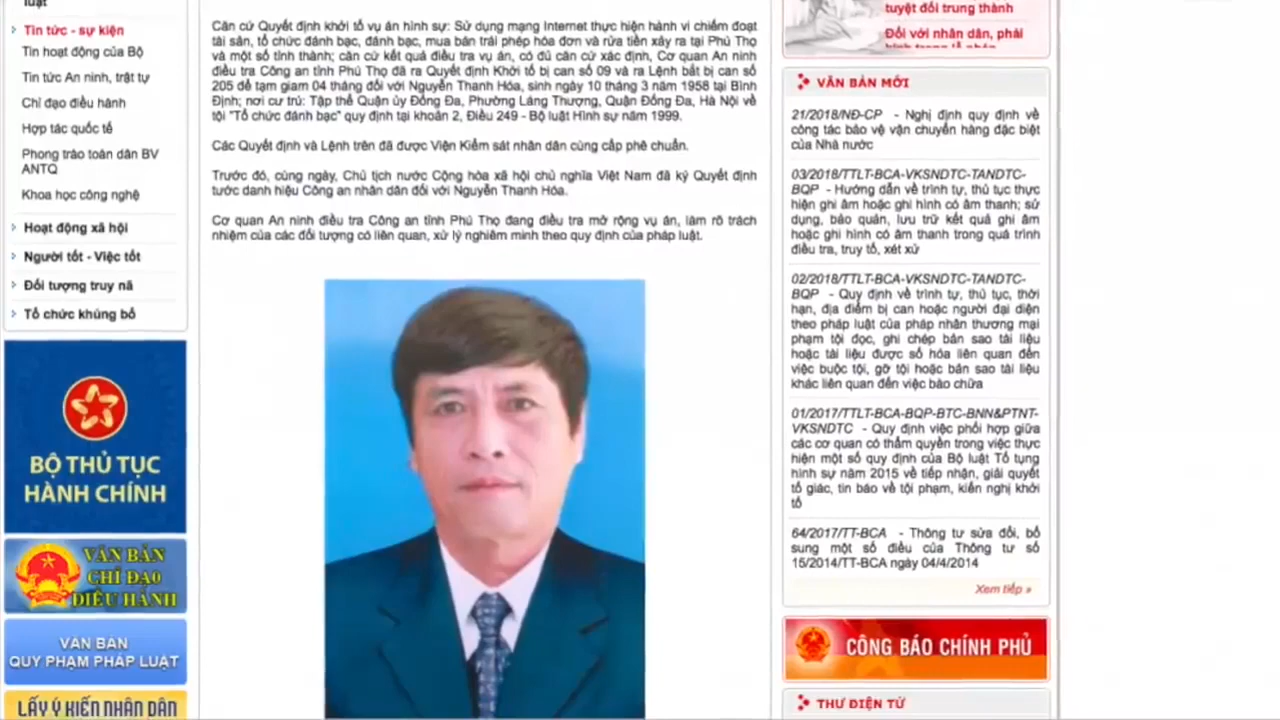 luật
Tin tức - sự kiện
Tin hoạt động của Bộ
Tin tức An ninh, trật tự
Chỉ đạo điều hành
Hợp tác quốc tế
Phong trào toàn dân BV
ANTQ
Khoa học công nghệ
Hoạt động xã hội
Người tốt - Việc tốt
Đối tượng truy nã
Tổ chức khủng bố
BỘ THỦ TỤC
HÀNH CHÍNH
VĂN BẢN
CHỈ ĐẠO
ĐIỀU HÀNH
VĂN BẢN
QUY PHẠM PHÁP LUẬT
LẤY Ý KIẾN NHÂN DÂN
Căn cứ Quyết định khởi tố vụ án hình sự: Sử dụng mạng Internet thực hiện hành vi chiếm đoạt
tài sản, tổ chức đánh bạc, đánh bạc, mua bán trái phép hóa đơn và rửa tiền xảy ra tại Phú Thọ
và một số tỉnh thành; căn cứ kết quả điều tra vụ án, có đủ căn cứ xác định, Cơ quan An ninh
điều tra Công an tỉnh Phú Thọ đã ra Quyết định Khởi tố bị can số 09 và ra Lệnh bắt bị can số
205 để tạm giam 04 tháng đối với Nguyễn Thanh Hóa, sinh ngày 10 tháng 3 năm 1958 tại Bình
Định; nơi cư trú: Tập thể Quận ủy Đống Đa, Phường Láng Thượng, Quận Đống Đa, Hà Nội về
tội "Tổ chức đánh bạc" quy định tại khoản 2, Điều 249 - Bộ luật Hình sự năm 1999.
Các Quyết định và Lệnh trên đã được Viện Kiểm sát nhân dân cùng cấp phê chuẩn.
Trước đó, cùng ngày, Chủ tịch nước Cộng hòa xã hội chủ nghĩa Việt Nam đã ký Quyết định
tước danh hiệu Công an nhân dân đối với Nguyễn Thanh Hóa.
Cơ quan An ninh điều tra Công an tỉnh Phú Thọ đang điều tra mở rộng vụ án, làm rõ trách
nhiệm của các đối tượng có liên quan, xử lý nghiêm minh theo quy định của pháp luật.
tuyệt đối trung thành
Đối với nhân dân, phải
kính trọng lễ phép
VĂN BẢN MỚI
21/2018/NĐ-CP - Nghị định quy định về
công tác bảo vệ vận chuyển hàng đặc biệt
của Nhà nước
03/2018/TTLT-BCA-VKSNDTC-TANDTC-
BQP - Hướng dẫn về trình tự, thủ tục thực
hiện ghi âm hoặc ghi hình có âm thanh; sử
dụng, bảo quản, lưu trữ kết quả ghi âm
hoặc ghi hình có âm thanh trong quá trình
điều tra, truy tố, xét xử
02/2018/TTLT-BCA-VKSNDTC-TANDTC-
BQP - Quy định về trình tự, thủ tục, thời
hạn, địa điểm bị can hoặc người đại diện
theo pháp luật của pháp nhân thương mại
phạm tội đọc, ghi chép bản sao tài liệu
hoặc tài liệu được số hóa liên quan đến
việc buộc tội, gỡ tội hoặc bản sao tài liệu
khác liên quan đến việc bào chữa
01/2017/TTLT-BCA-BQP-BTC-BNN&PTNT-
VKSNDTC - Quy định việc phối hợp giữa
các cơ quan có thẩm quyền trong việc thực
hiện một số quy định của Bộ luật Tố tụng
hình sự năm 2015 về tiếp nhận, giải quyết
tố giác, tin báo về tội phạm, kiến nghị khởi
tố
64/2017/TT-BCA - Thông tư sửa đổi, bổ
sung một số điều của Thông tư số
15/2014/TT-BCA ngày 04/4/2014
Xem tiếp »
CÔNG BÁO CHÍNH PHỦ
THƯ ĐIỆN TỬ